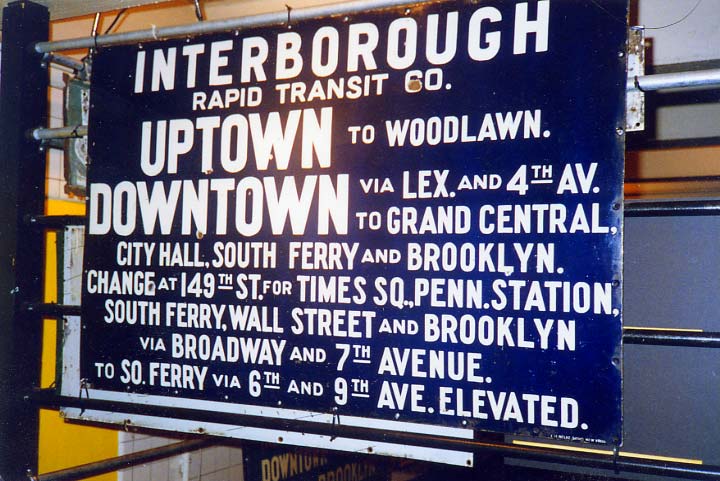 INTERBOROUGH
RAPID TRANSIT CO.
UPTOWN TO WOODLAWN.
DOWNTOWN VIA LEX. AND 4TH AV.
TO GRAND CENTRAL,
CITY HALL, SOUTH FERRY AND BROOKLYN.
CHANGE AT 149TH ST. FOR TIMES SQ., PENN. STATION,
SOUTH FERRY, WALL STREET AND BROOKLYN
VIA BROADWAY AND 7TH AVENUE.
TO SO. FERRY VIA 6TH AND 9TH AVE. ELEVATED.
DOWNTOWN
BROOKLYN